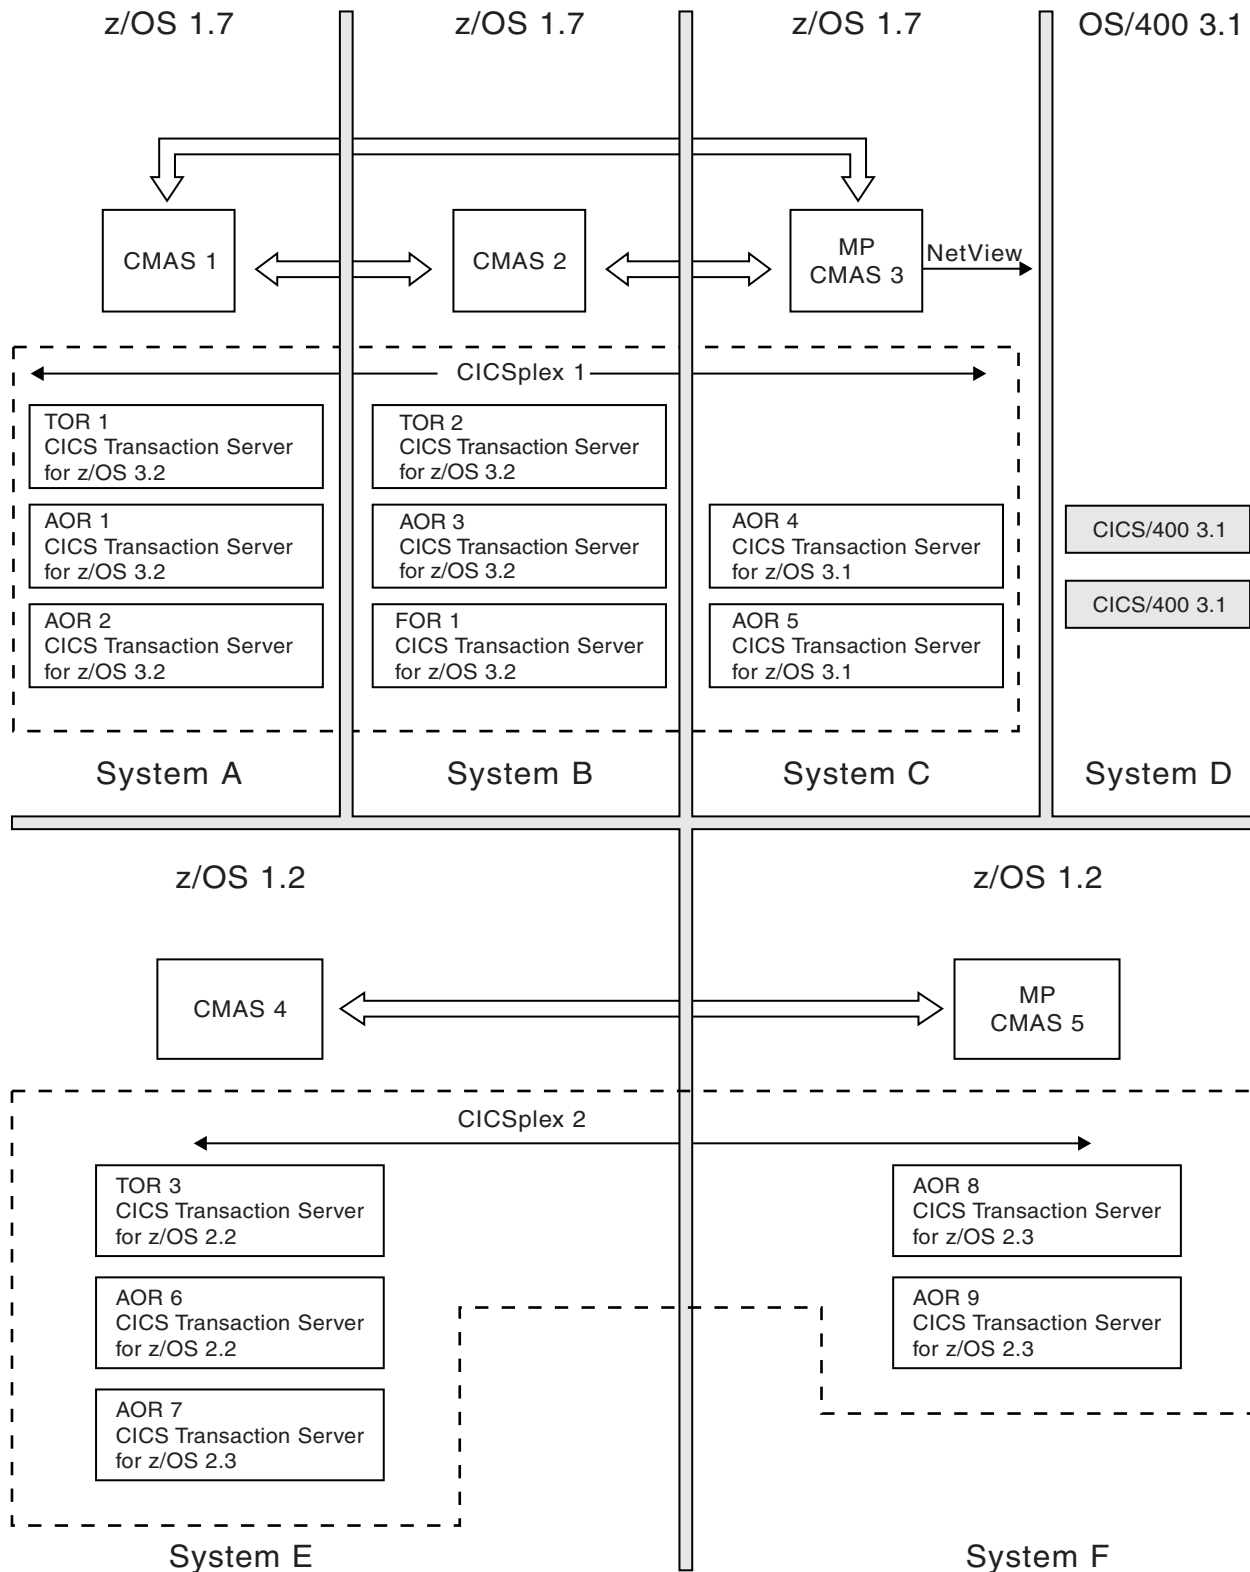 z/OS 1.7
z/OS 1.7
z/OS 1.7
OS/400 3.1
CMAS 1
CMAS 2
MP
CMAS 3
NetView
CICSplex 1
TOR 1
CICS Transaction Server
for z/OS 3.2
TOR 2
CICS Transaction Server
for z/OS 3.2
AOR 1
CICS Transaction Server
for z/OS 3.2
AOR 3
CICS Transaction Server
for z/OS 3.2
AOR 4
CICS Transaction Server
for z/OS 3.1
CICS/400 3.1
AOR 2
CICS Transaction Server
for z/OS 3.2
FOR 1
CICS Transaction Server
for z/OS 3.2
AOR 5
CICS Transaction Server
for z/OS 3.1
CICS/400 3.1
System A
System B
System C
System D
z/OS 1.2
z/OS 1.2
CMAS 4
MP
CMAS 5
CICSplex 2
TOR 3
CICS Transaction Server
for z/OS 2.2
AOR 8
CICS Transaction Server
for z/OS 2.3
AOR 6
CICS Transaction Server
for z/OS 2.2
AOR 9
CICS Transaction Server
for z/OS 2.3
AOR 7
CICS Transaction Server
for z/OS 2.3
System E
System F